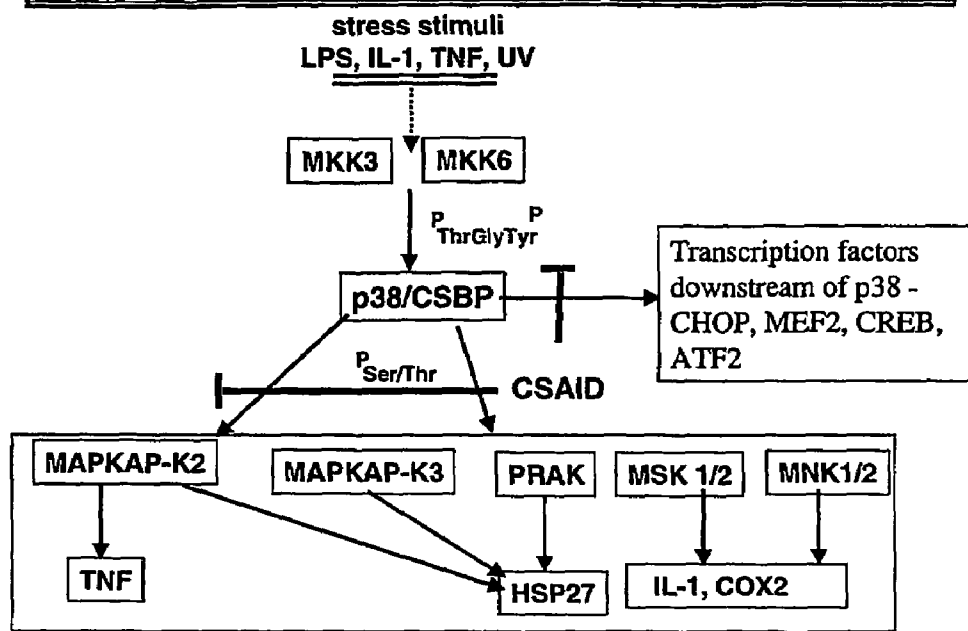 stress stimuli
LPS, IL-1, TNF, UV
MKK3
MKK6
P
ThrGlyTyr
P
p38/CSBP
Transcription factors
downstream of p38 -
CHOP, MEF2, CREB,
ATF2
P
Ser/Thr
CSAID
MAPKAP-K2
MAPKAP-K3
PRAK
MSK 1/2
MNK1/2
TNF
HSP27
IL-1, COX2